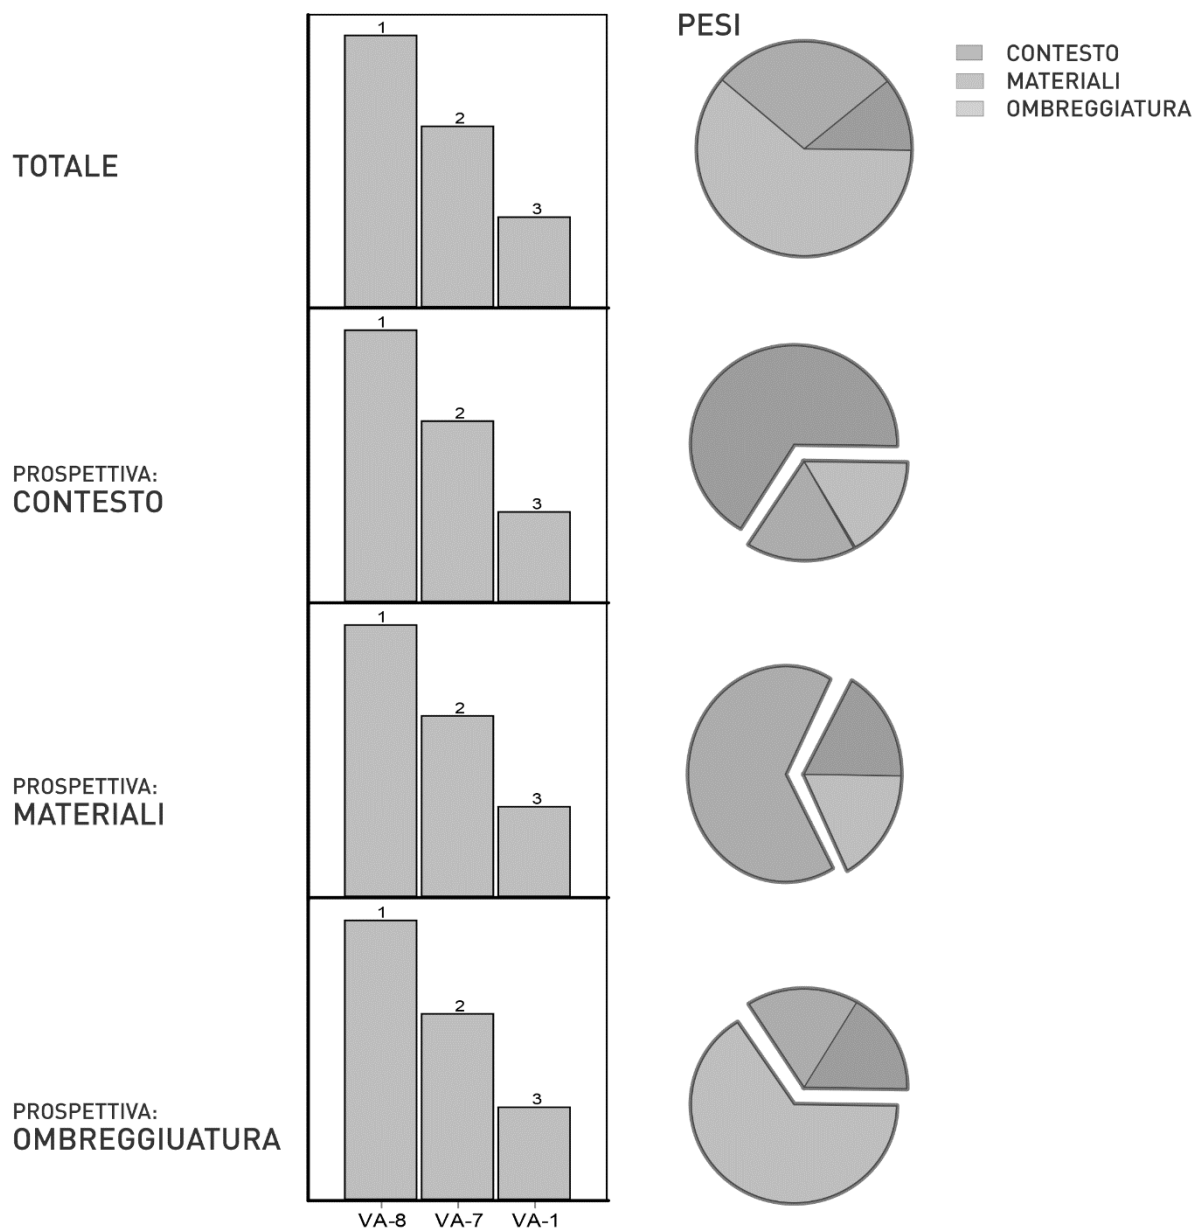 PESI
CONTESTO
MATERIALI
OMBREGGIATURA
TOTALE
1
2
3
PROSPETTIVA:
CONTESTO
1
2
3
PROSPETTIVA:
MATERIALI
1
2
3
PROSPETTIVA:
OMBREGGIUATURA
1
2
3
VA-8 VA-7 VA-1